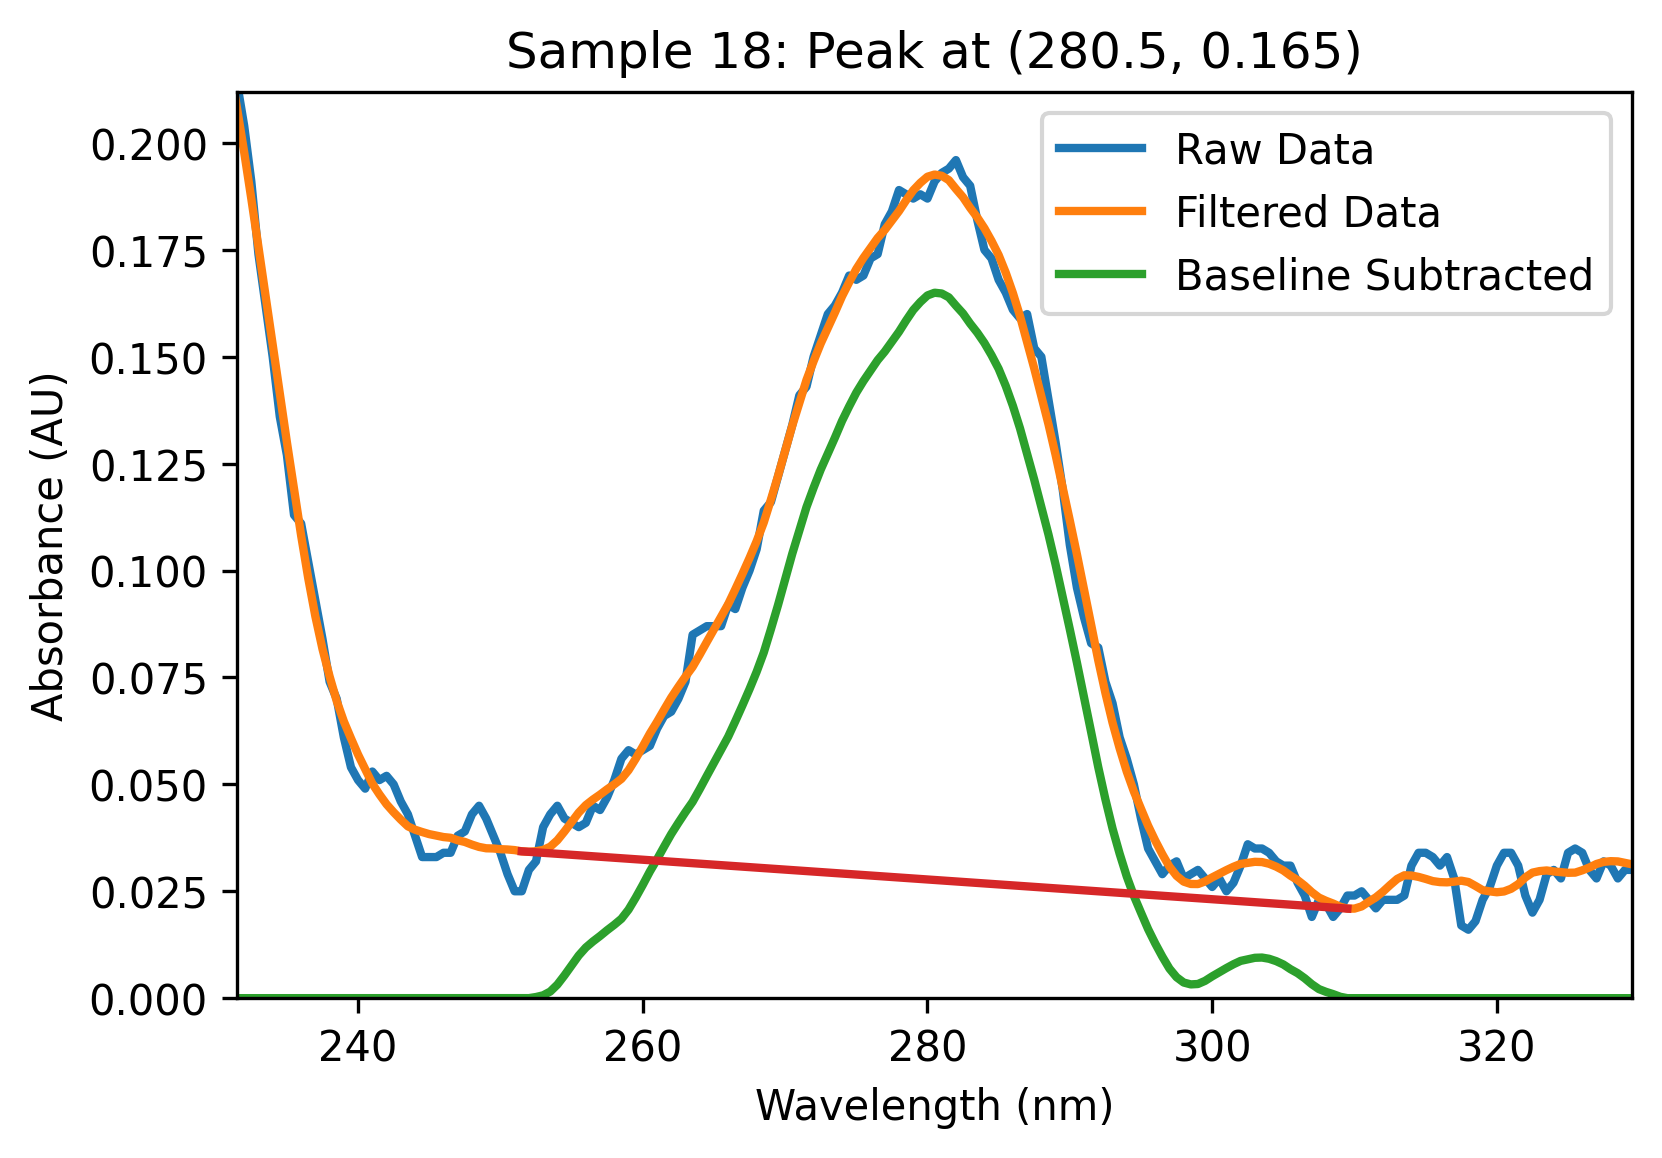 Sample 18: Peak at (280.5, 0.165)
Raw Data
Filtered Data
Baseline Subtracted
0.200
0.175
0.150
0.125
0.100
0.075
0.050
0.025
0.000
Absorbance (AU)
240 260 280 300 320
Wavelength (nm)